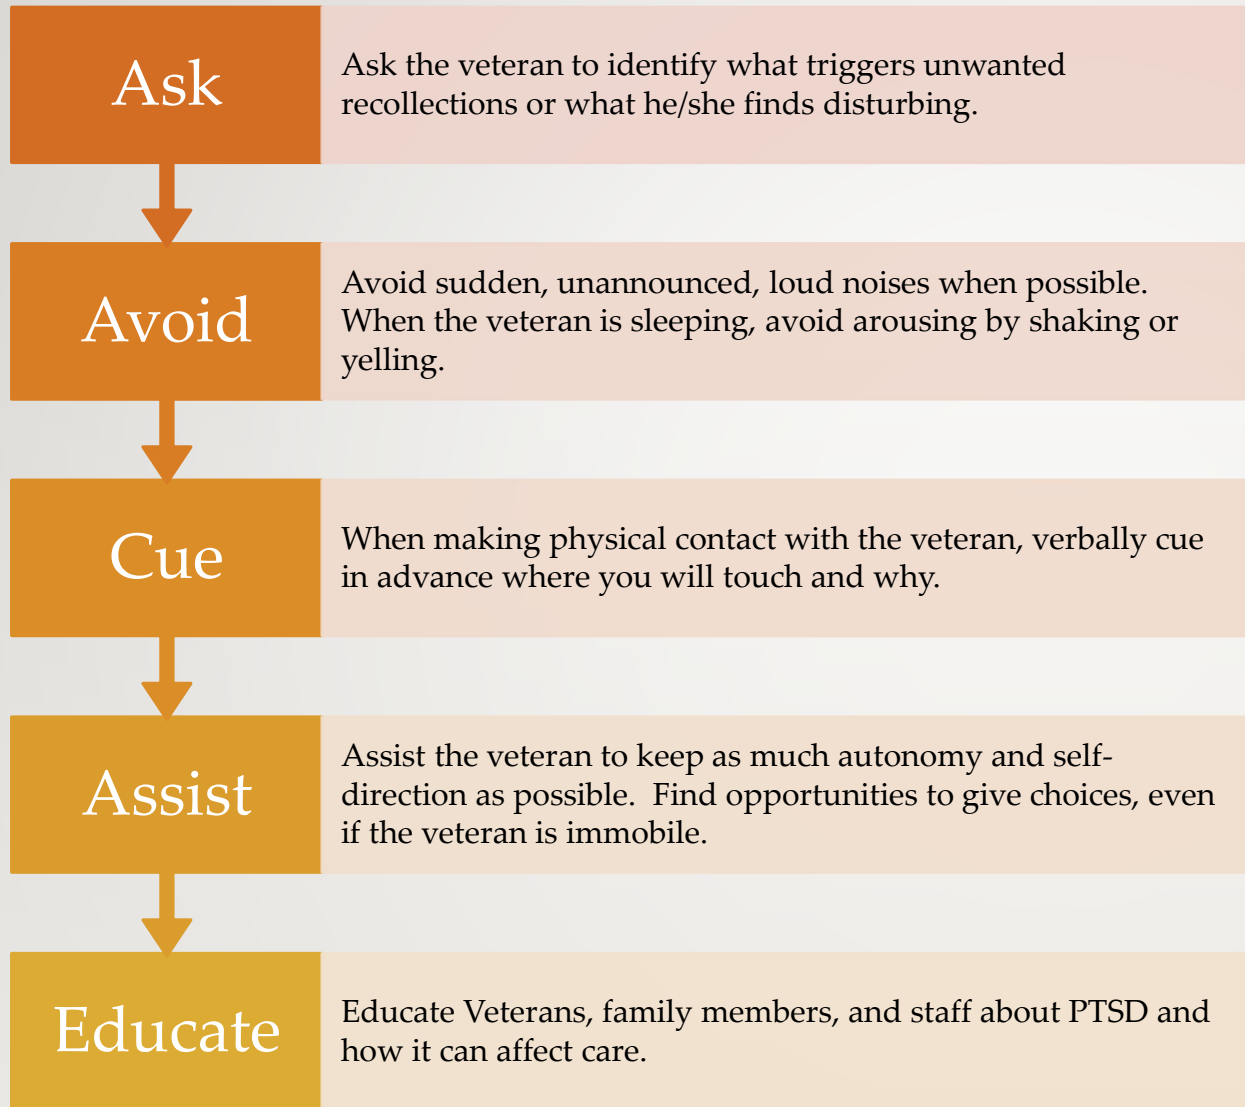 Ask
Ask the veteran to identify what triggers unwanted
recollections or what he/she finds disturbing.
Avoid
Avoid sudden, unannounced, loud noises when possible.
When the veteran is sleeping, avoid arousing by shaking or
yelling.
Cue
When making physical contact with the veteran, verbally cue
in advance where you will touch and why.
Assist
Assist the veteran to keep as much autonomy and self-
direction as possible.  Find opportunities to give choices, even
if the veteran is immobile.
Educate
Educate Veterans, family members, and staff about PTSD and
how it can affect care.